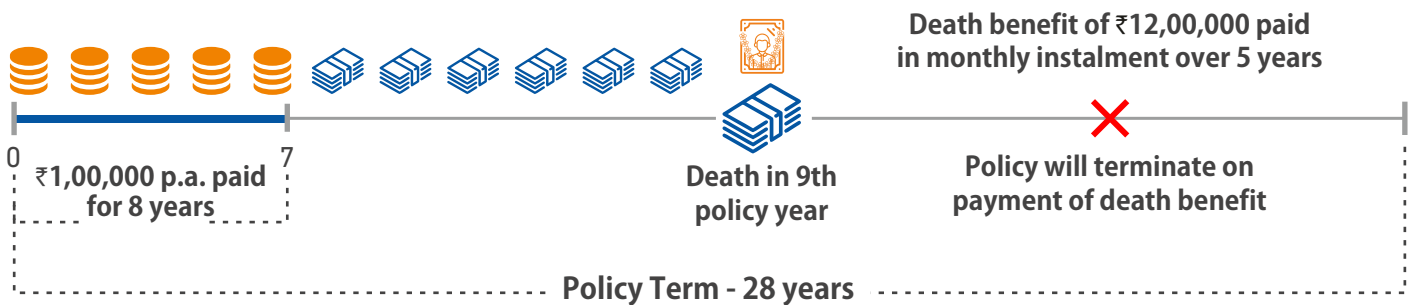 Death benefit of ₹12,00,000 paid
in monthly instalment over 5 years
0
7
₹1,00,000 p.a. paid
for 8 years
Death in 9th
policy year
Policy will terminate on
payment of death benefit
Policy Term - 28 years